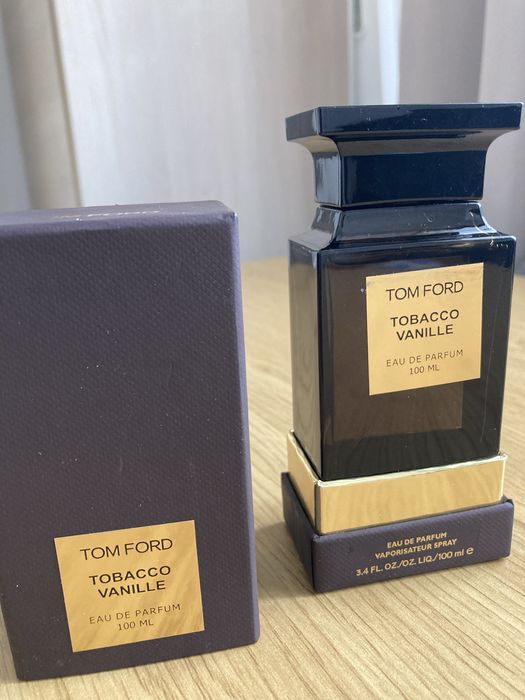 TOM FORD
TOBACCO
VANILLE
EAU DE PARFUM
100 ML
TOM FORD
TOBACCO
VANILLE
EAU DE PARFUM
100 ML
EAU DE PARFUM
VAPORISATEUR SPRAY
3.4 FL. OZ./OZ. LIQ./100 ml e